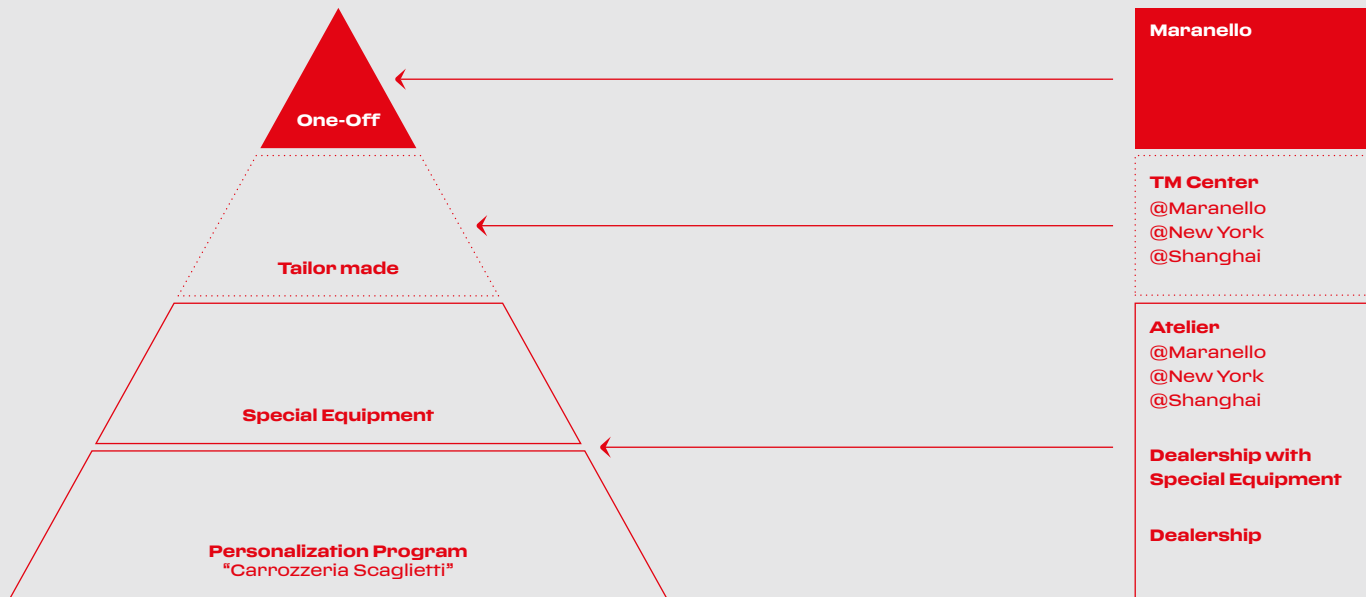 One-Off
Tailor made
Special Equipment
Personalization Program
“Carrozzeria Scaglietti”
Maranello
TM Center
@Maranello
@New York
@Shanghai
Atelier
@Maranello
@New York
@Shanghai
Dealership with
Special Equipment
Dealership